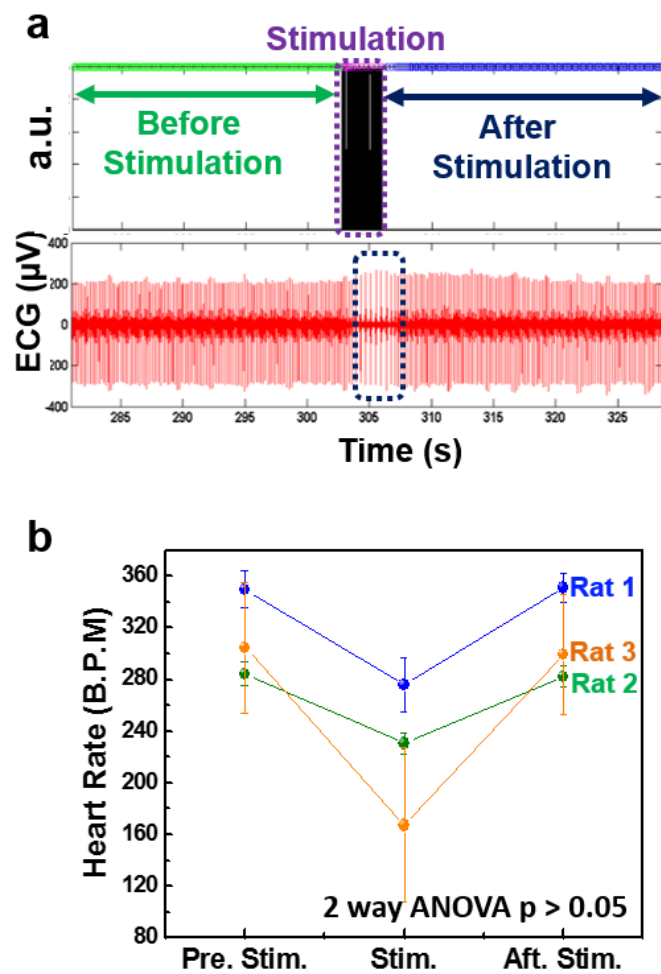 a
Stimulation
a.u.
Before
Stimulation
After
Stimulation
ECG (µV)
400
200
0
200
-400
285 290 295 300 305 310 315 320 325
Time (s)
b
Heart Rate (B.P.M)
360
320
280
240
200
160
120
80
Rat 1
Rat 3
Rat 2
2 way ANOVA p > 0.05
Pre. Stim. Stim. Aft. Stim.